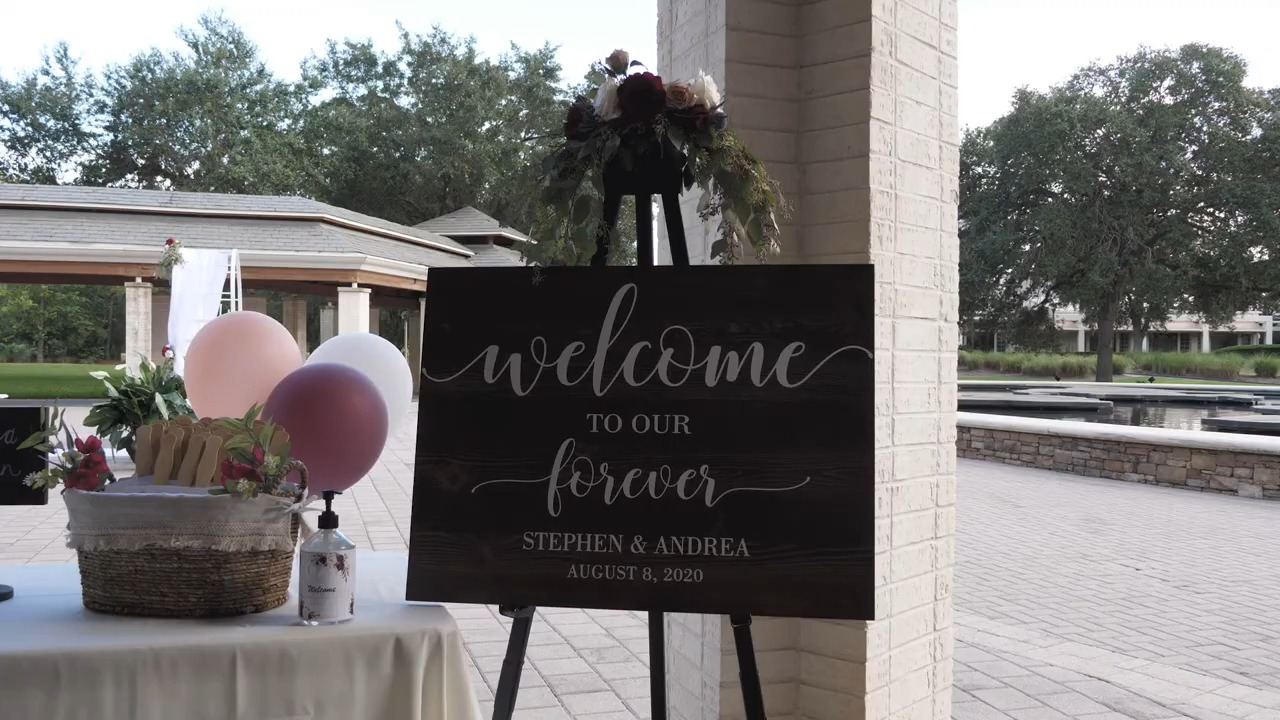 welcome
TO OUR
forever
STEPHEN & ANDREA
AUGUST 8, 2020
Welcome